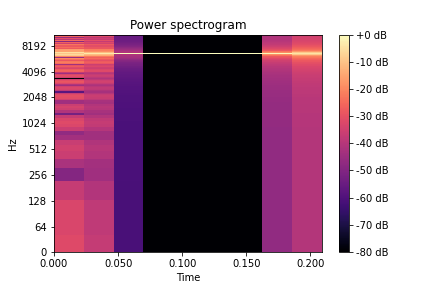 Power spectrogram
8192
4096
2048
1024
512
256
128
64
0
Hz
0.000 0.050 0.100 0.150 0.200
Time
+0 dB
-10 dB
-20 dB
-30 dB
-40 dB
-50 dB
-60 dB
-70 dB
-80 dB